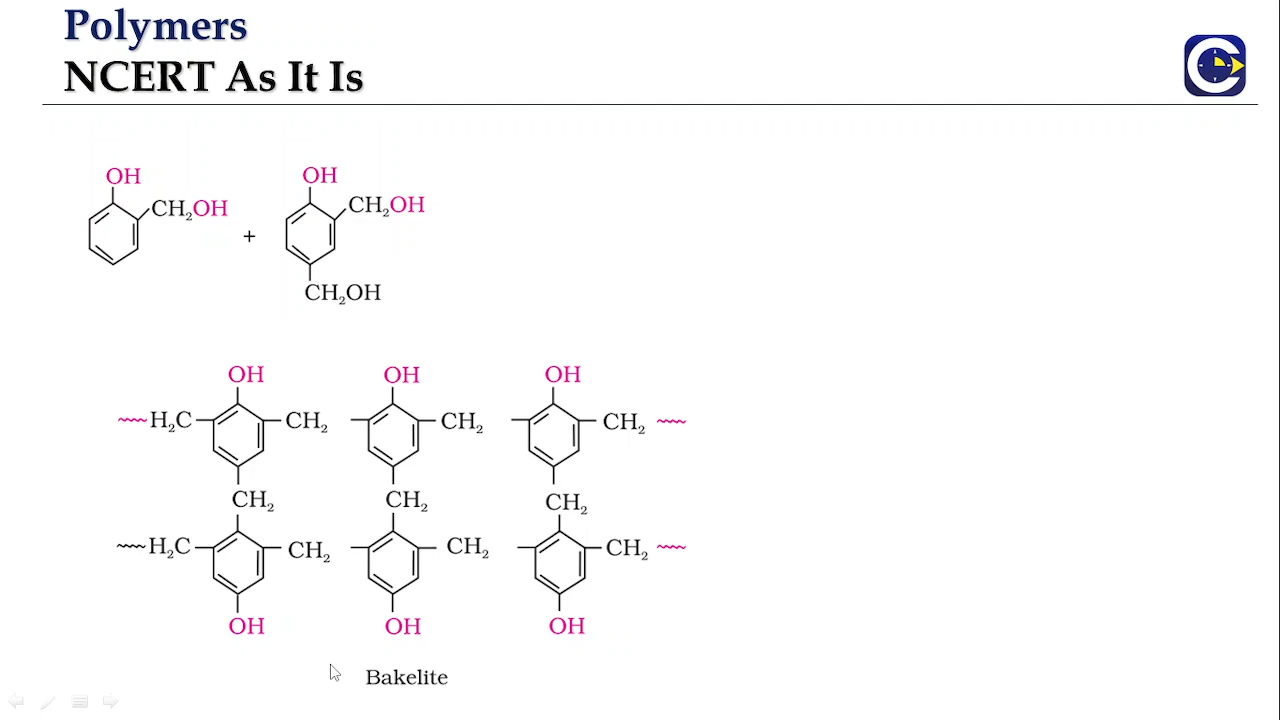 Polymers
NCERT As It Is
OH OH
CH₂OH CH₂OH
+
CH₂OH
OH OH OH
H₂C CH₂ CH₂ CH₂
CH₂ CH₂ CH₂
H₂C CH₂ CH₂ CH₂
OH OH OH
Bakelite